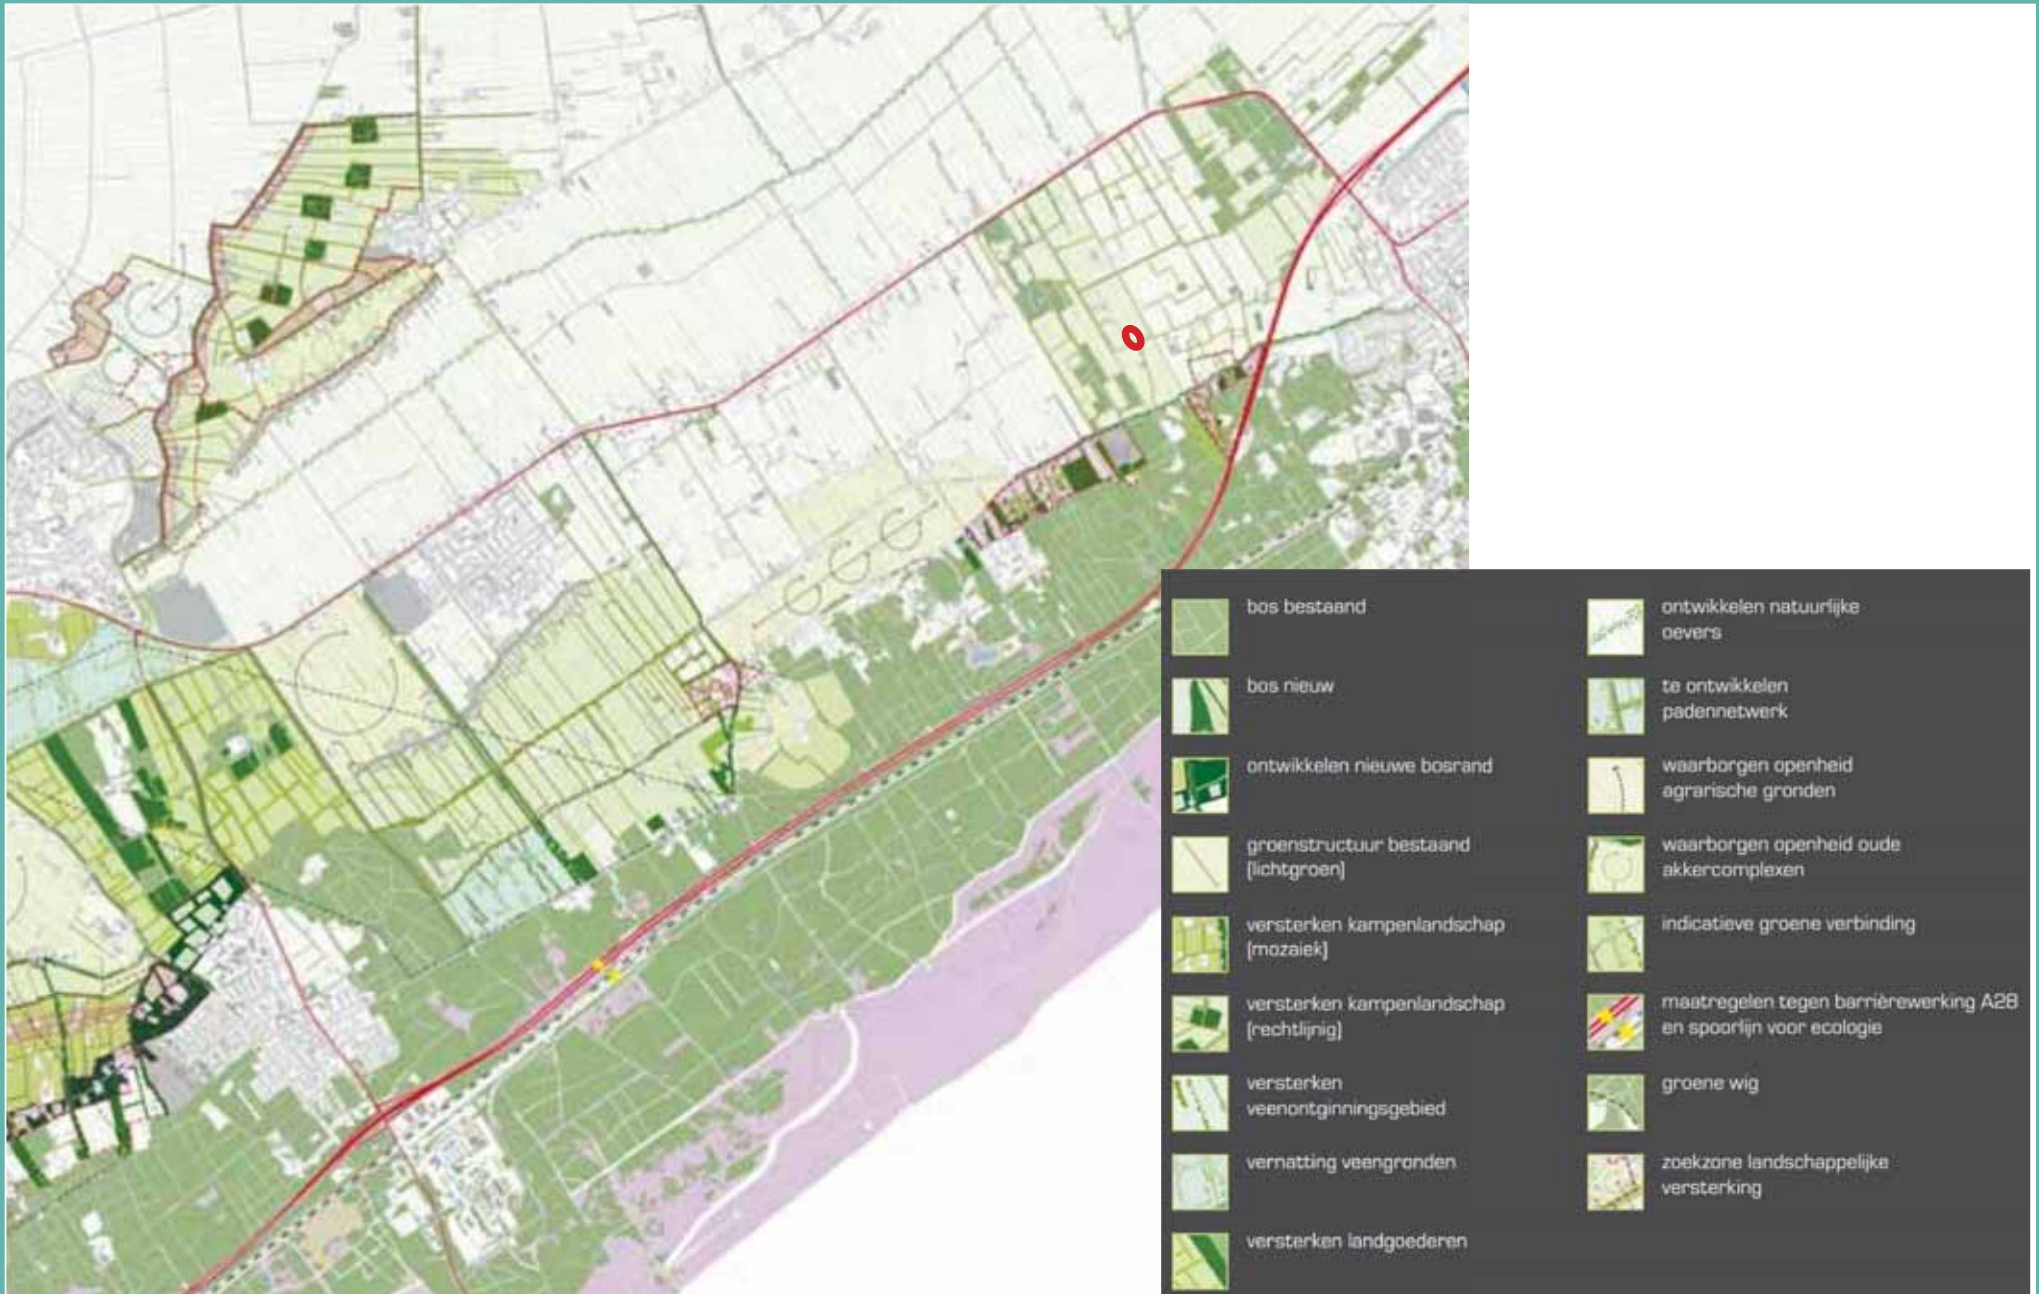 bos bestaand
bos nieuw
ontwikkelen nieuwe bosrand
groenstructuur bestaand
(lichtgroen)
versterken kampenlandschap
(mozaiek)
versterken kampenlandschap
(rechtlijnig)
versterken
veenontginningsgebied
vernatting veengronden
versterken landgoederen
ontwikkelen natuurlijke
oevers
te ontwikkelen
padennetwerk
waarborgen openheid
agrarische gronden
waarborgen openheid oude
akkercomplexen
indicatieve groene verbinding
maatregelen tegen barrièrewerking A28
en spoorlijn voor ecologie
groene wig
zoekzone landschappelijke
versterking